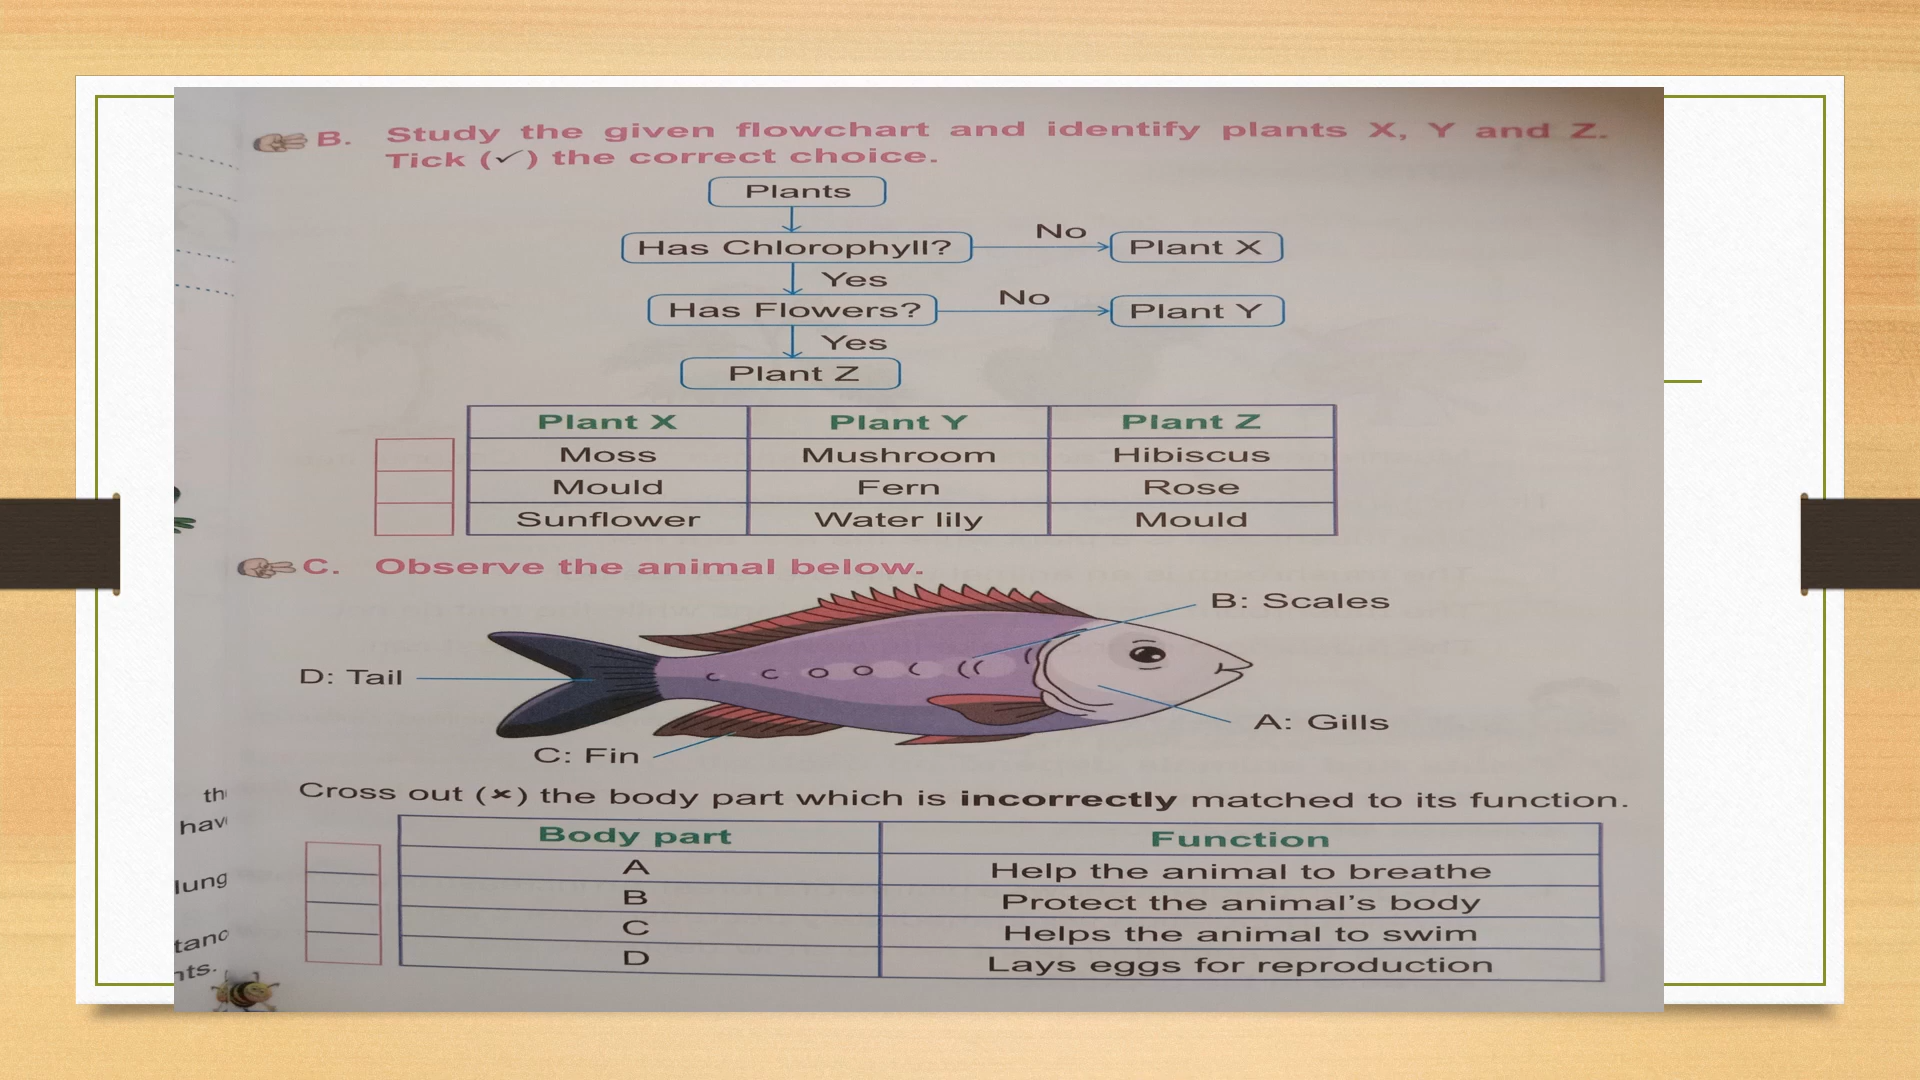 B. Study the given flowchart and identify plants X, Y and Z.
Tick (✓) the correct choice.
Plants
Has Chlorophyll? No Plant X
Yes
Has Flowers? No Plant Y
Yes
Plant Z
Plant X Plant Y Plant Z
Moss Mushroom Hibiscus
Mould Fern Rose
Sunflower Water lily Mould
C. Observe the animal below.
B: Scales
D: Tail
A: Gills
C: Fin
Cross out (×) the body part which is incorrectly matched to its function.
Body part Function
A Help the animal to breathe
B Protect the animal's body
C Helps the animal to swim
D Lays eggs for reproduction
lung